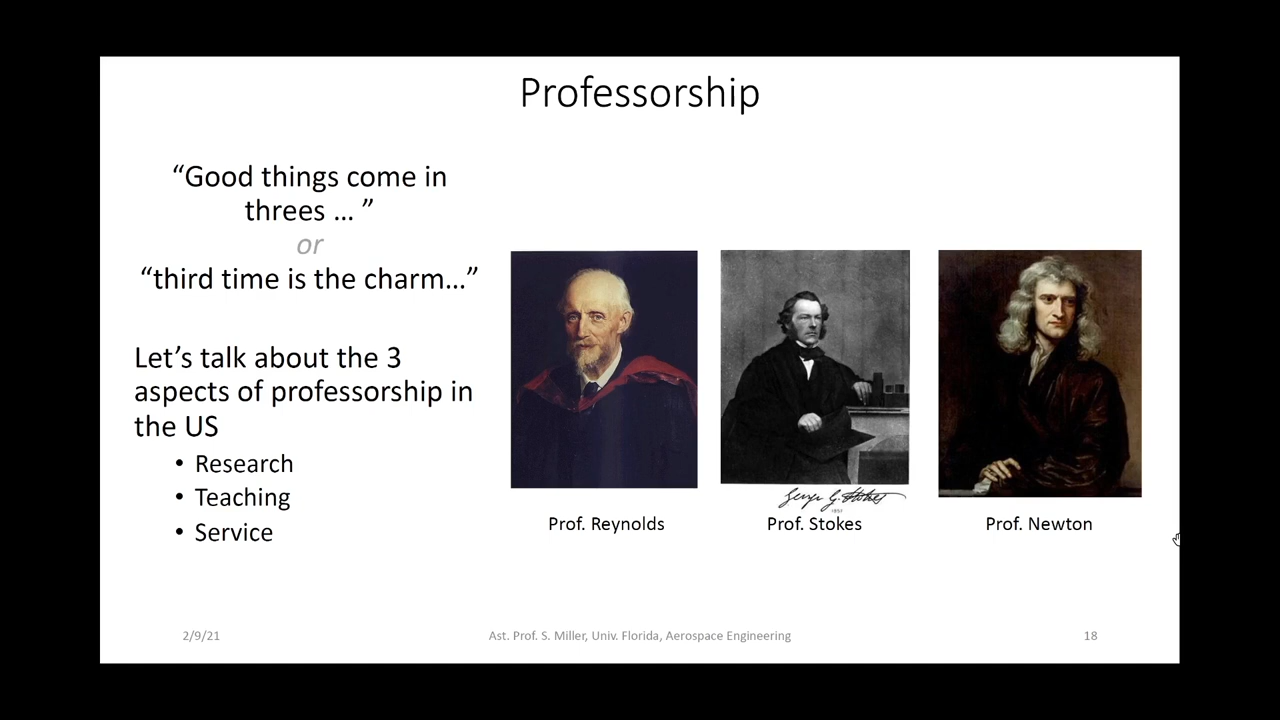 Professorship
“Good things come in
threes … ”
or
“third time is the charm…”
Let’s talk about the 3
aspects of professorship in
the US
• Research
• Teaching
• Service
George G. Stokes
Prof. Reynolds
Prof. Stokes
Prof. Newton
2/9/21
Ast. Prof. S. Miller, Univ. Florida, Aerospace Engineering
18